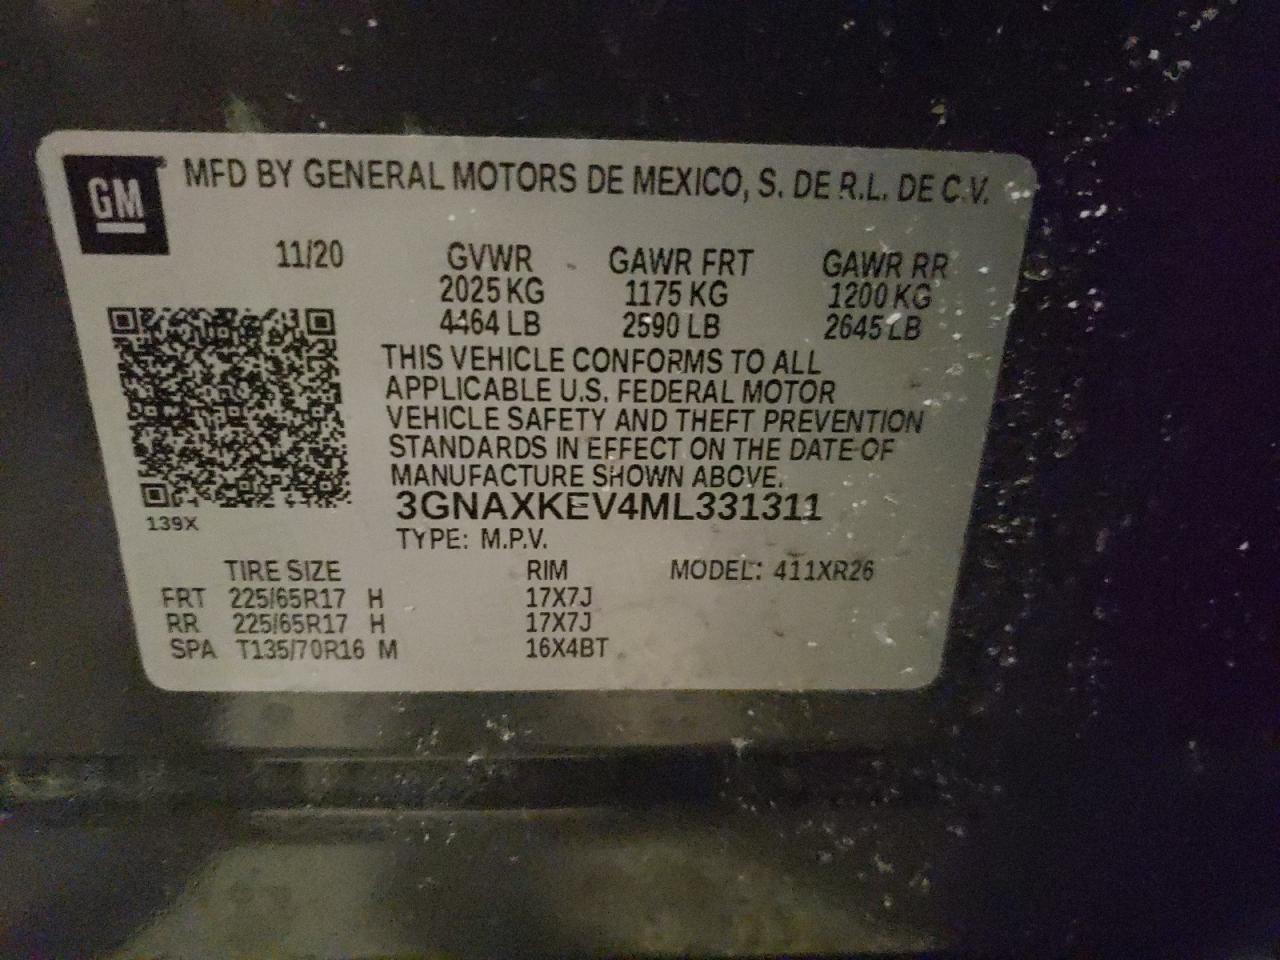 GM MFD BY GENERAL MOTORS DE MEXICO, S. DE R.L. DE C.V.
11/20 GVWR GAWR FRT GAWR RR
2025 KG 1175 KG 1200 KG
4464 LB 2590 LB 2645 LB
THIS VEHICLE CONFORMS TO ALL
APPLICABLE U.S. FEDERAL MOTOR
VEHICLE SAFETY AND THEFT PREVENTION
STANDARDS IN EFFECT ON THE DATE OF
MANUFACTURE SHOWN ABOVE.
3GNAXKEV4ML331311
139X
TYPE: M.P.V.
TIRE SIZE RIM MODEL: 411XR26
FRT 225/65R17 H 17X7J
RR 225/65R17 H 17X7J
SPA T135/70R16 M 16X4BT